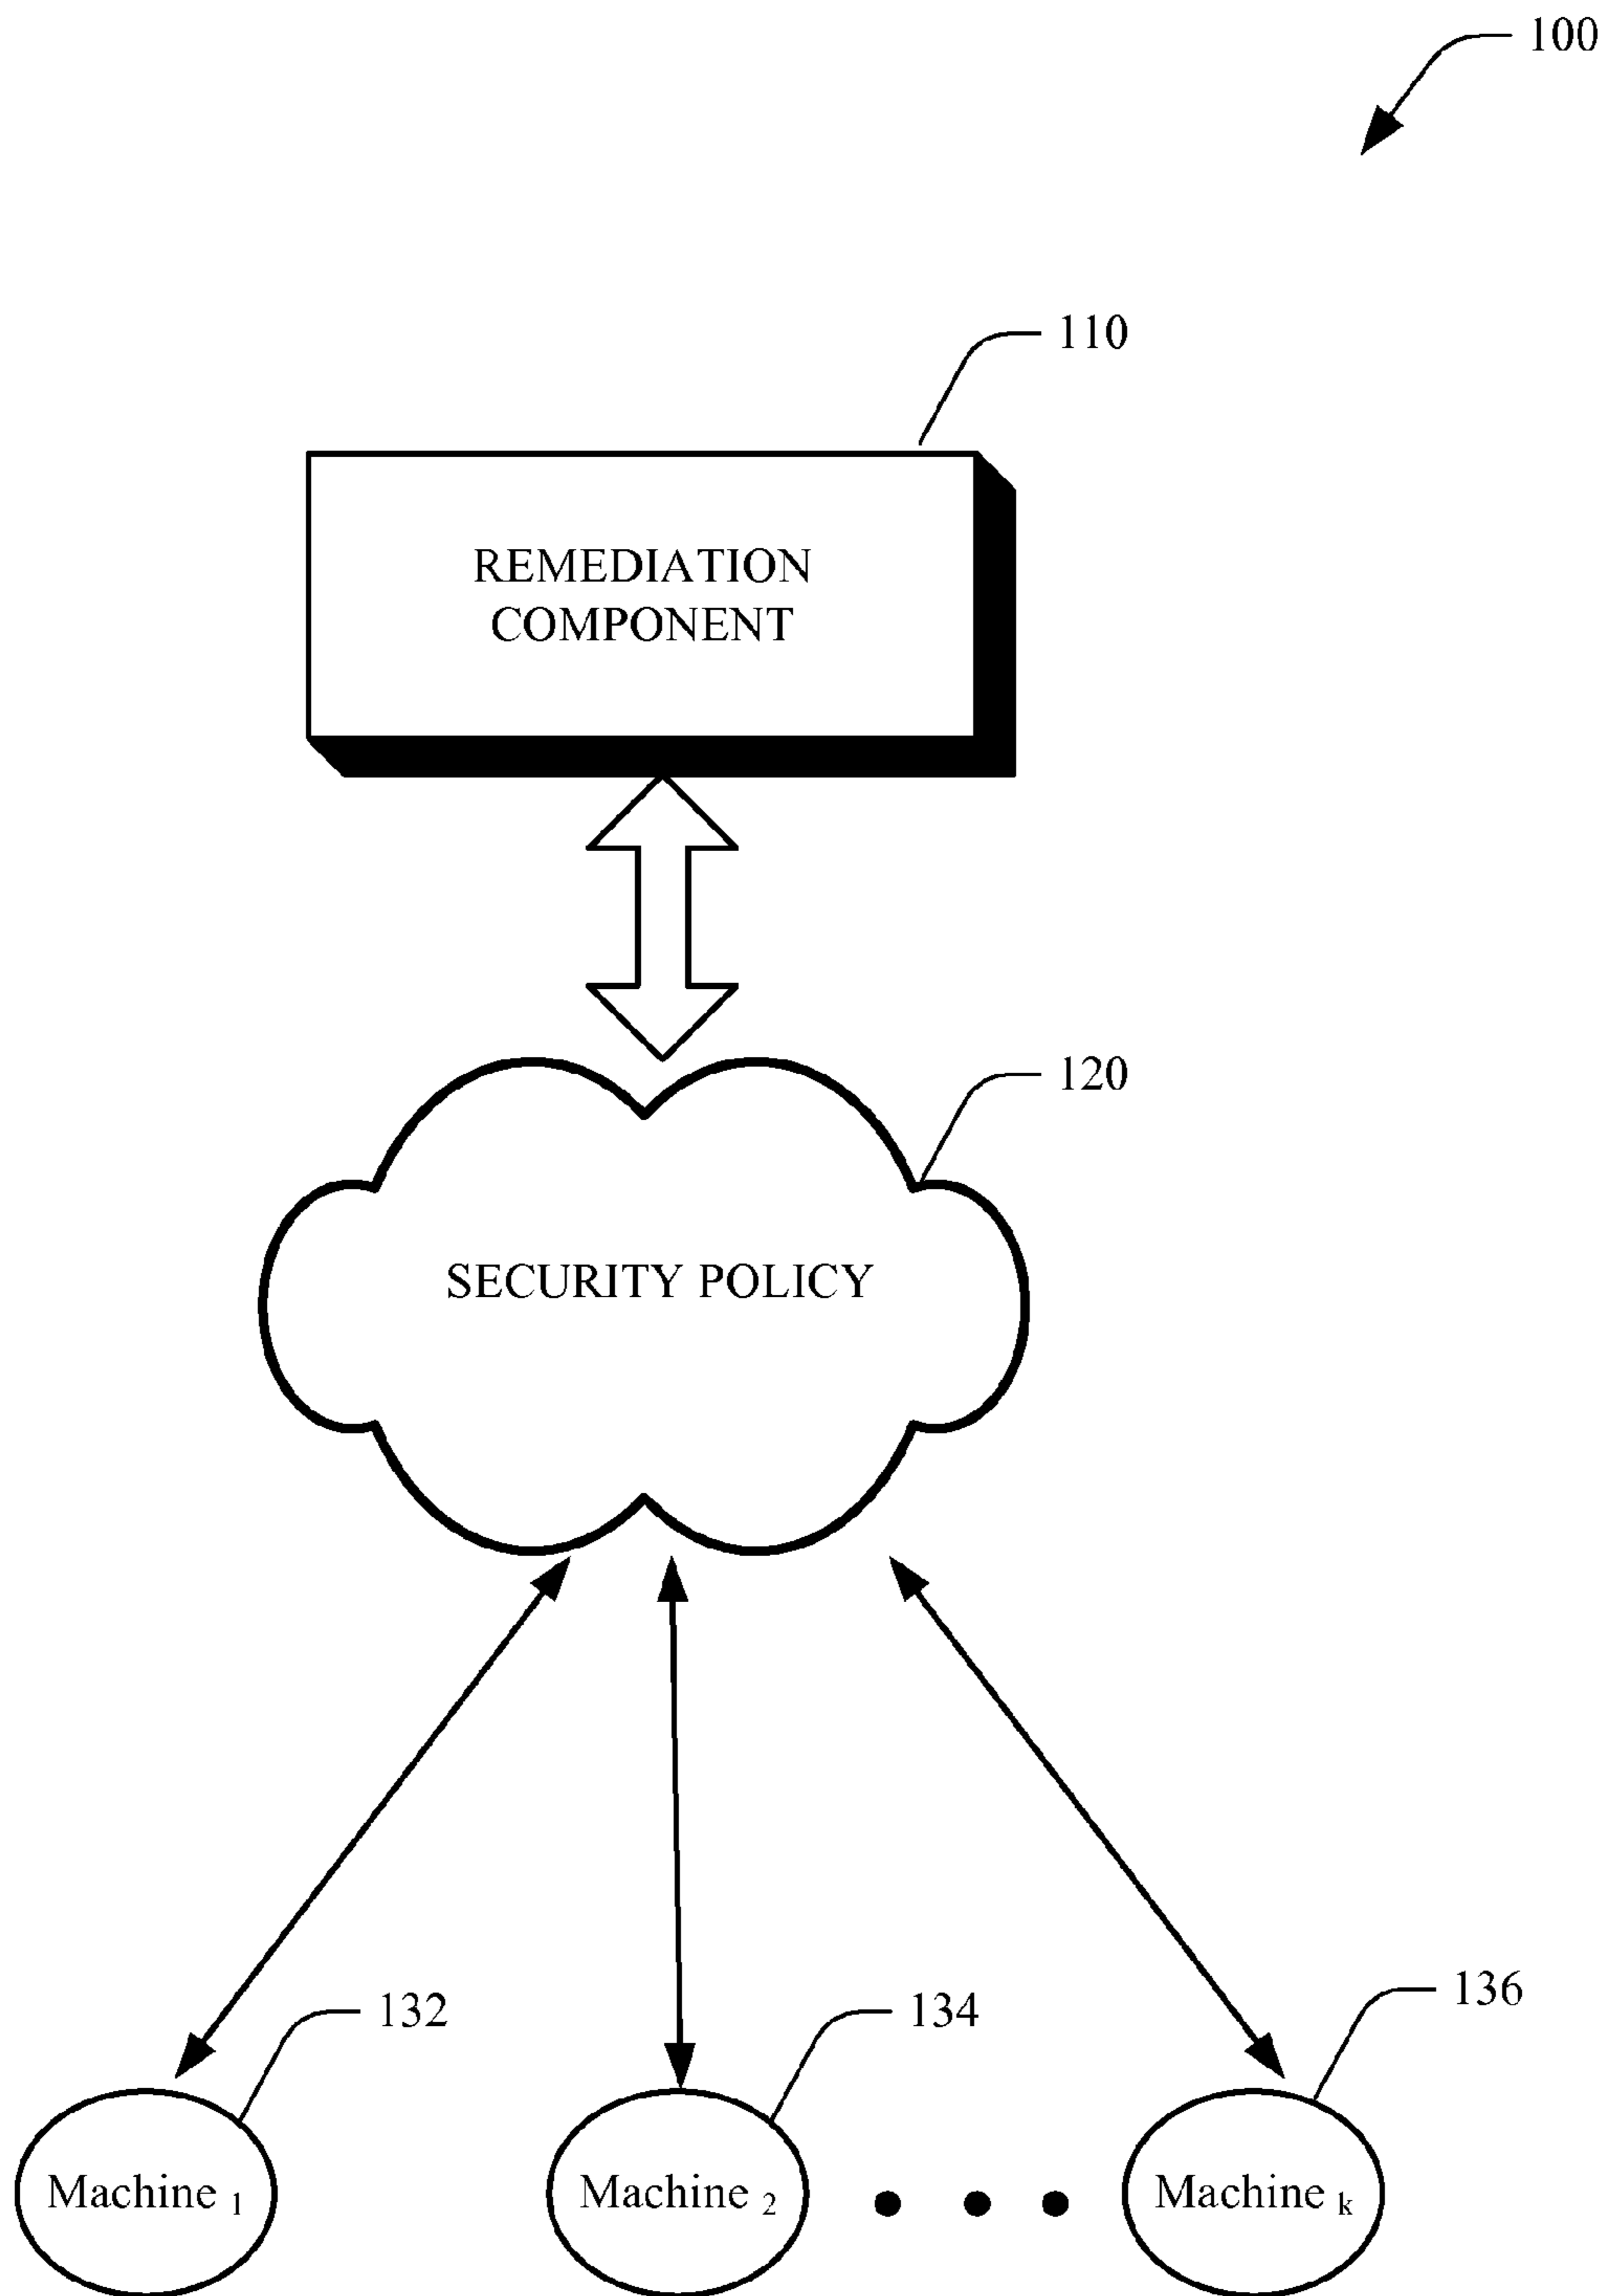 100
110
REMEDIATION
COMPONENT
120
SECURITY POLICY
132
134
136
Machine 1
Machine 2
Machine k